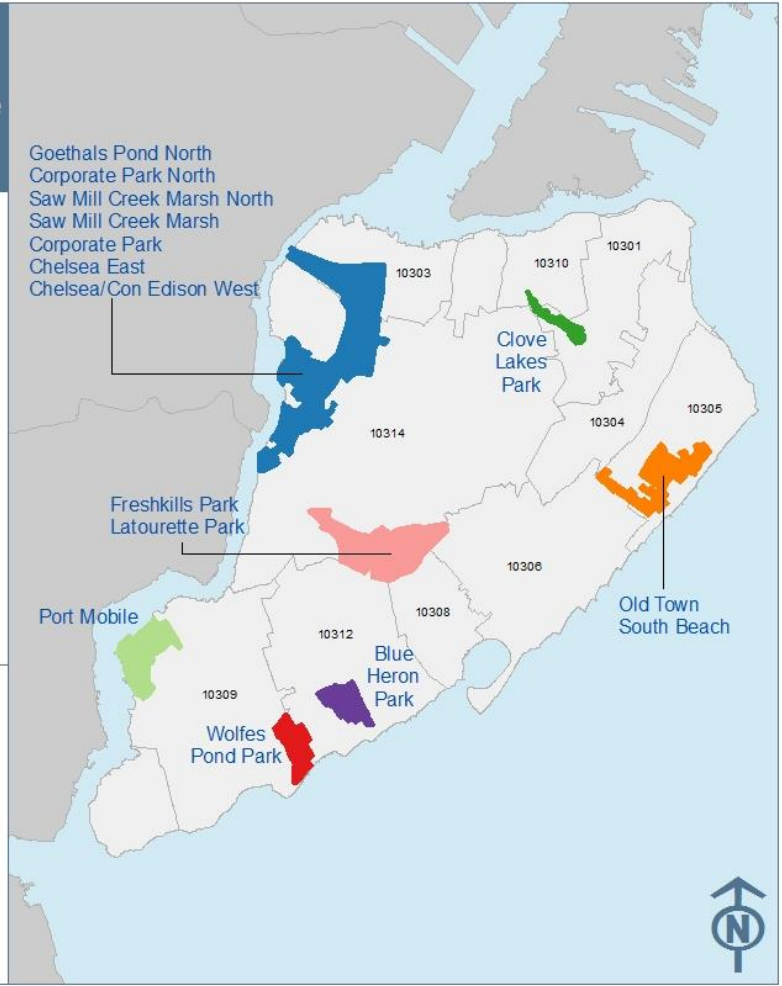 Goethals Pond North
Corporate Park North
Saw Mill Creek Marsh North
Saw Mill Creek Marsh
Corporate Park
Chelsea East
Chelsea/Con Edison West
10303
10310
10301
Clove
Lakes
Park
10314
10304
10305
Freshkills Park
Latourette Park
10306
Old Town
South Beach
Port Mobile
10308
10312
Blue
Heron
Park
10309
Wolfes
Pond Park
N